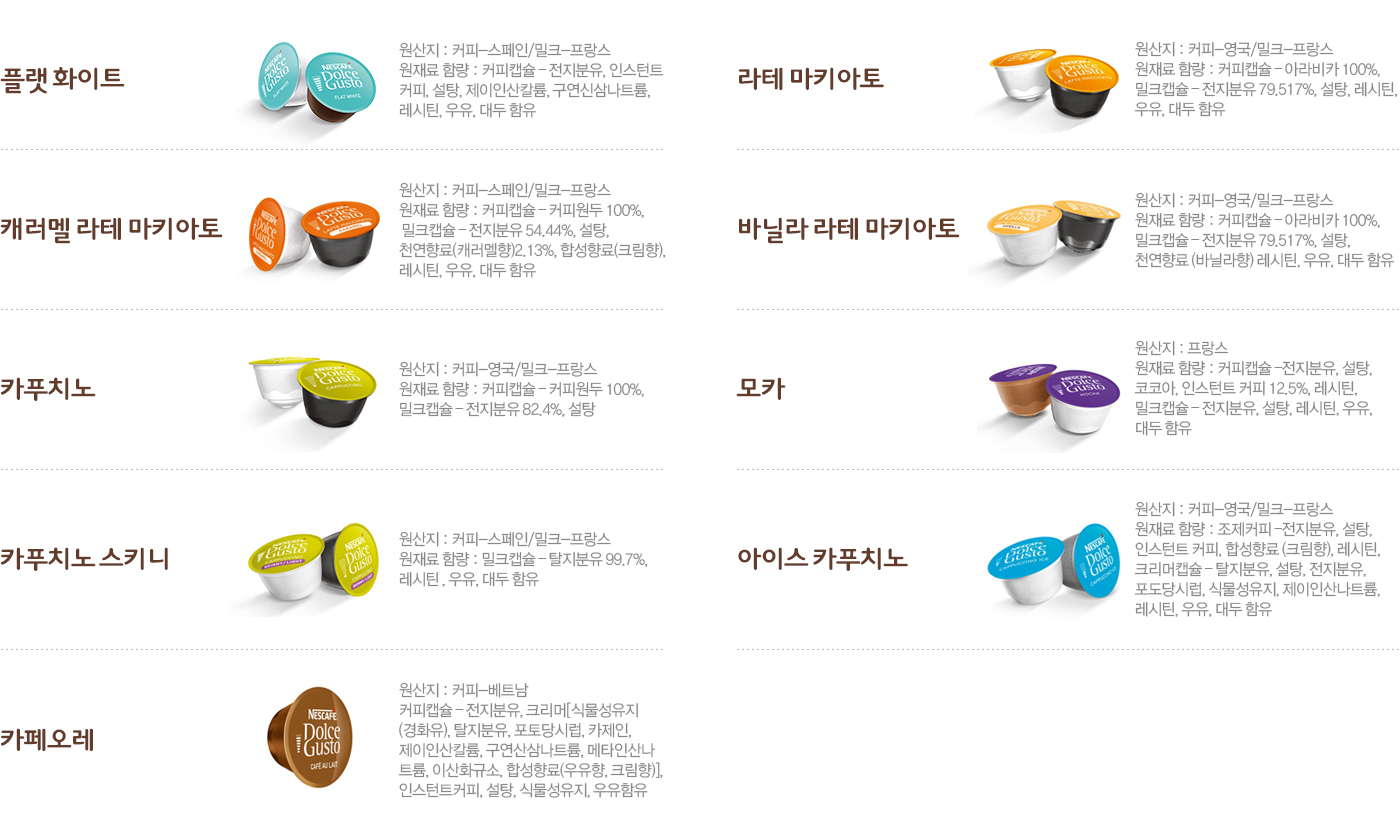 플랫 화이트
NESCAFÉ
Dolce
Gusto
FLAT WHITE
원산지 : 커피–스페인/밀크–프랑스
원재료 함량 : 커피캡슐 – 전지분유, 인스턴트
커피, 설탕, 제이인산칼륨, 구연신삼나트륨,
레시틴, 우유, 대두 함유
라테 마키아토
NESCAFÉ
Dolce
Gusto
LATTE MACCHIATO
원산지 : 커피–영국/밀크–프랑스
원재료 함량 : 커피캡슐 – 아라비카 100%,
밀크캡슐 – 전지분유 79.517%, 설탕, 레시틴,
우유, 대두 함유
캐러멜 라테 마키아토
NESCAFÉ
Dolce
Gusto
LATTE MACCHIATO
CARAMEL
원산지 : 커피–스페인/밀크–프랑스
원재료 함량 : 커피캡슐 – 커피원두 100%,
밀크캡슐 – 전지분유 54.44%, 설탕,
천연향료(캐러멜향)2.13%, 합성향료(크림향),
레시틴, 우유, 대두 함유
바닐라 라테 마키아토
Dolce
Gusto
VANILLA
원산지 : 커피–영국/밀크–프랑스
원재료 함량 : 커피캡슐 – 아라비카 100%,
밀크캡슐 – 전지분유 79.517%, 설탕,
천연향료 (바닐라향) 레시틴, 우유, 대두 함유
카푸치노
NESCAFÉ
Dolce
Gusto
CAPPUCCINO
원산지 : 커피–영국/밀크–프랑스
원재료 함량 : 커피캡슐 – 커피원두 100%,
밀크캡슐 – 전지분유 82.4%, 설탕
모카
NESCAFÉ
Dolce
Gusto
MOCHA
원산지 : 프랑스
원재료 함량 : 커피캡슐 –전지분유, 설탕,
코코아, 인스턴트 커피 12.5%, 레시틴,
밀크캡슐 – 전지분유, 설탕, 레시틴, 우유,
대두 함유
카푸치노 스키니
NESCAFÉ
Dolce
Gusto
CAPPUCCINO
SKINNY/LIGHT
원산지 : 커피–스페인/밀크–프랑스
원재료 함량 : 밀크캡슐 – 탈지분유 99.7%,
레시틴 , 우유, 대두 함유
아이스 카푸치노
NESCAFÉ
Dolce
Gusto
CAPPUCCINO ICE
원산지 : 커피–영국/밀크–프랑스
원재료 함량 : 조제커피 –전지분유, 설탕,
인스턴트 커피, 합성향료 (크림향), 레시틴,
크리머캡슐 – 탈지분유, 설탕, 전지분유,
포도당시럽, 식물성유지, 제이인산나트륨,
레시틴, 우유, 대두 함유
카페오레
NESCAFÉ
Dolce
Gusto
CAFÉ AU LAIT
원산지 : 커피–베트남
커피캡슐 – 전지분유, 크리머[식물성유지
(경화유), 탈지분유, 포토당시럽, 카제인,
제이인산칼륨, 구연산삼나트륨, 메타인산나
트륨, 이산화규소, 합성향료(우유향, 크림향)],
인스턴트커피, 설탕, 식물성유지, 우유함유